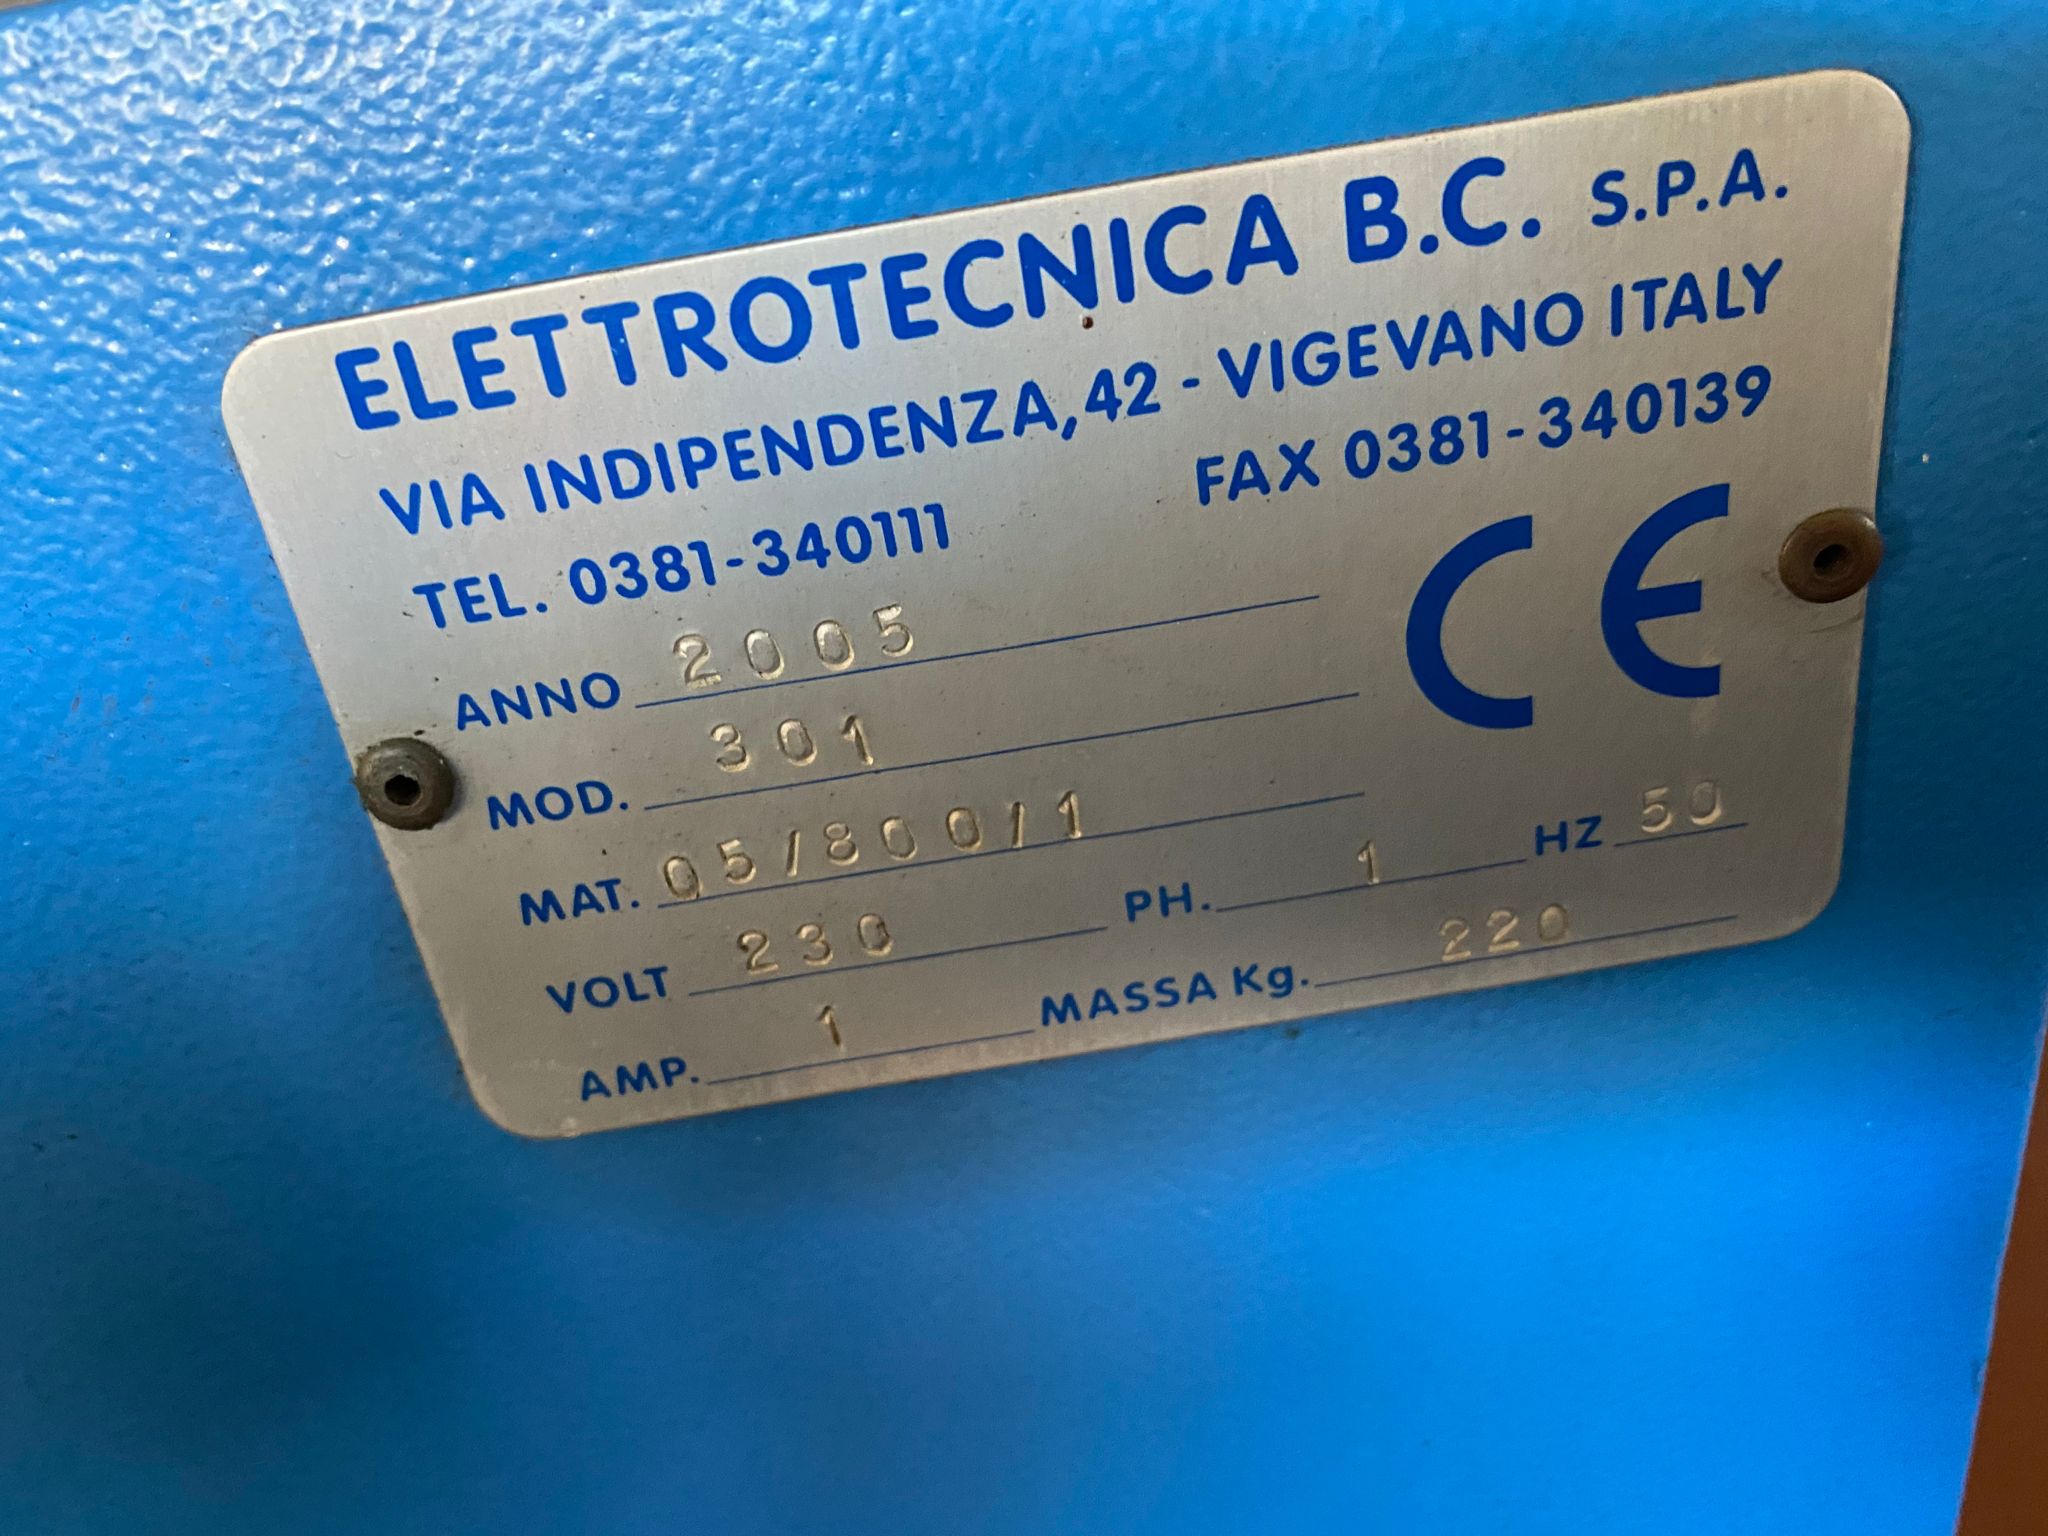 ELETTROTECNICA B.C. S.P.A.
VIA INDIPENDENZA, 42 - VIGEVANO ITALY
TEL. 0381-340111 FAX 0381-340139
CE
ANNO 2005
MOD. 301
MAT. 05/800/1
VOLT 230 PH. 1 HZ 50
AMP. 1 MASSA Kg. 220